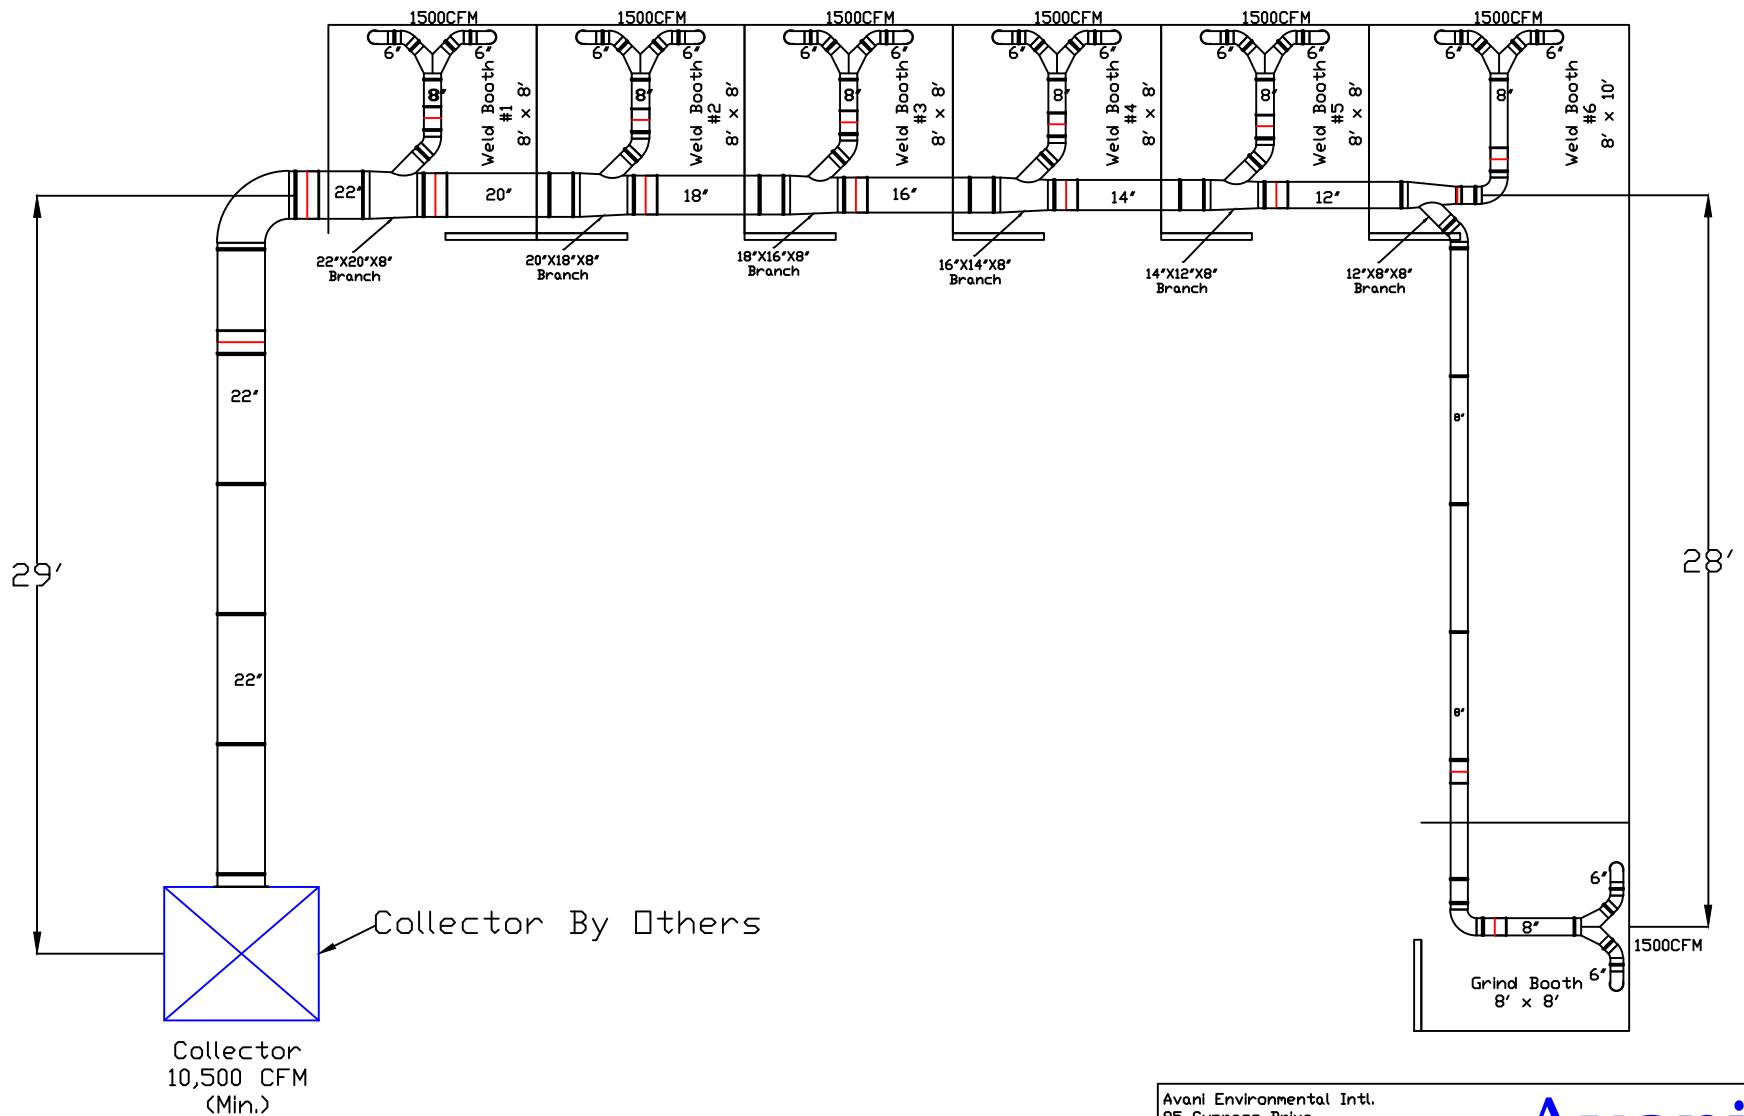 1500CFM 1500CFM 1500CFM 1500CFM 1500CFM 1500CFM
6" 6" 6" 6" 6" 6" 6" 6" 6" 6" 6" 6"
8" 8" 8" 8" 8" 8"
Weld Booth
#1
8' x 8'
Weld Booth
#2
8' x 8'
Weld Booth
#3
8' x 8'
Weld Booth
#4
8' x 8'
Weld Booth
#5
8' x 8'
Weld Booth
#6
8' x 10'
22" 20" 18" 16" 14" 12"
22"X20"X8"
Branch
20"X18"X8"
Branch
18"X16"X8"
Branch
16"X14"X8"
Branch
14"X12"X8"
Branch
12"X8"X8"
Branch
22"
8"
29'
28'
22"
8"
6"
8"
1500CFM
6"
Grind Booth
8' x 8'
Collector By Others
Collector
10,500 CFM
(Min.)
Avani Environmental Intl.
95 Cypress Drive
Avani